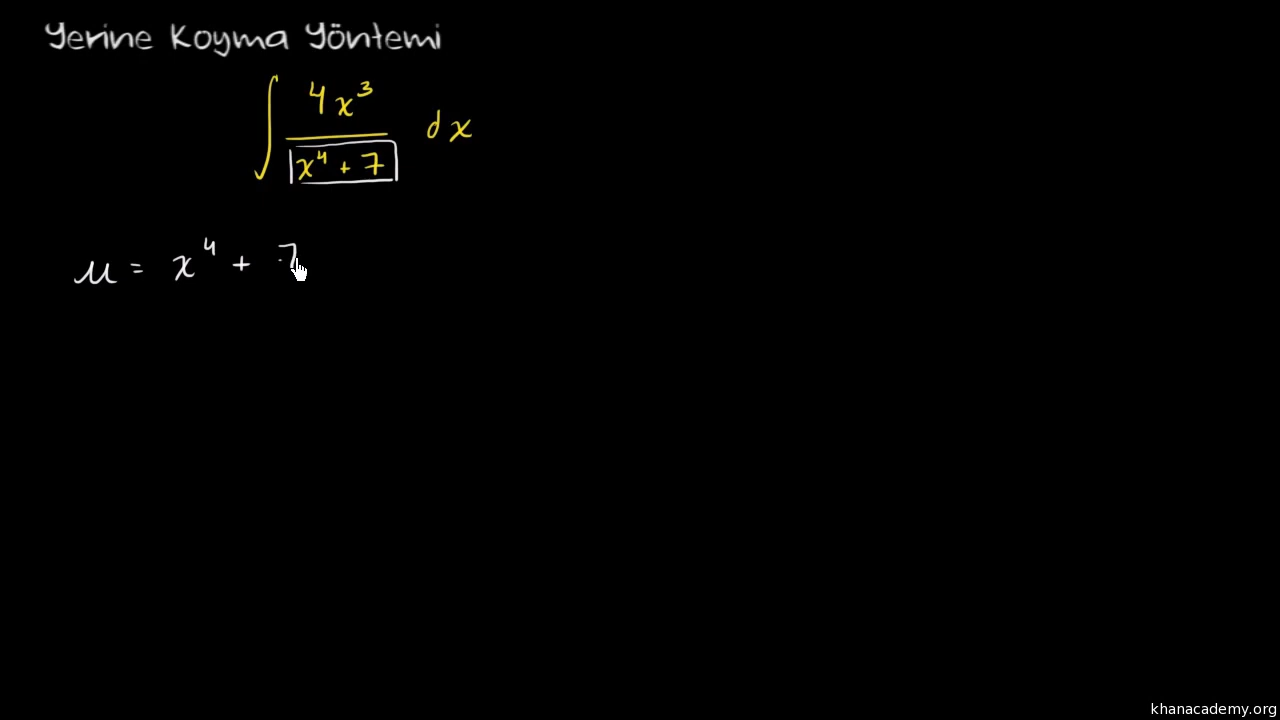 Yerine Koyma Yöntemi
∫ 4x³ / x⁴ + 7 dx
u = x⁴ + 7
khanacademy.org